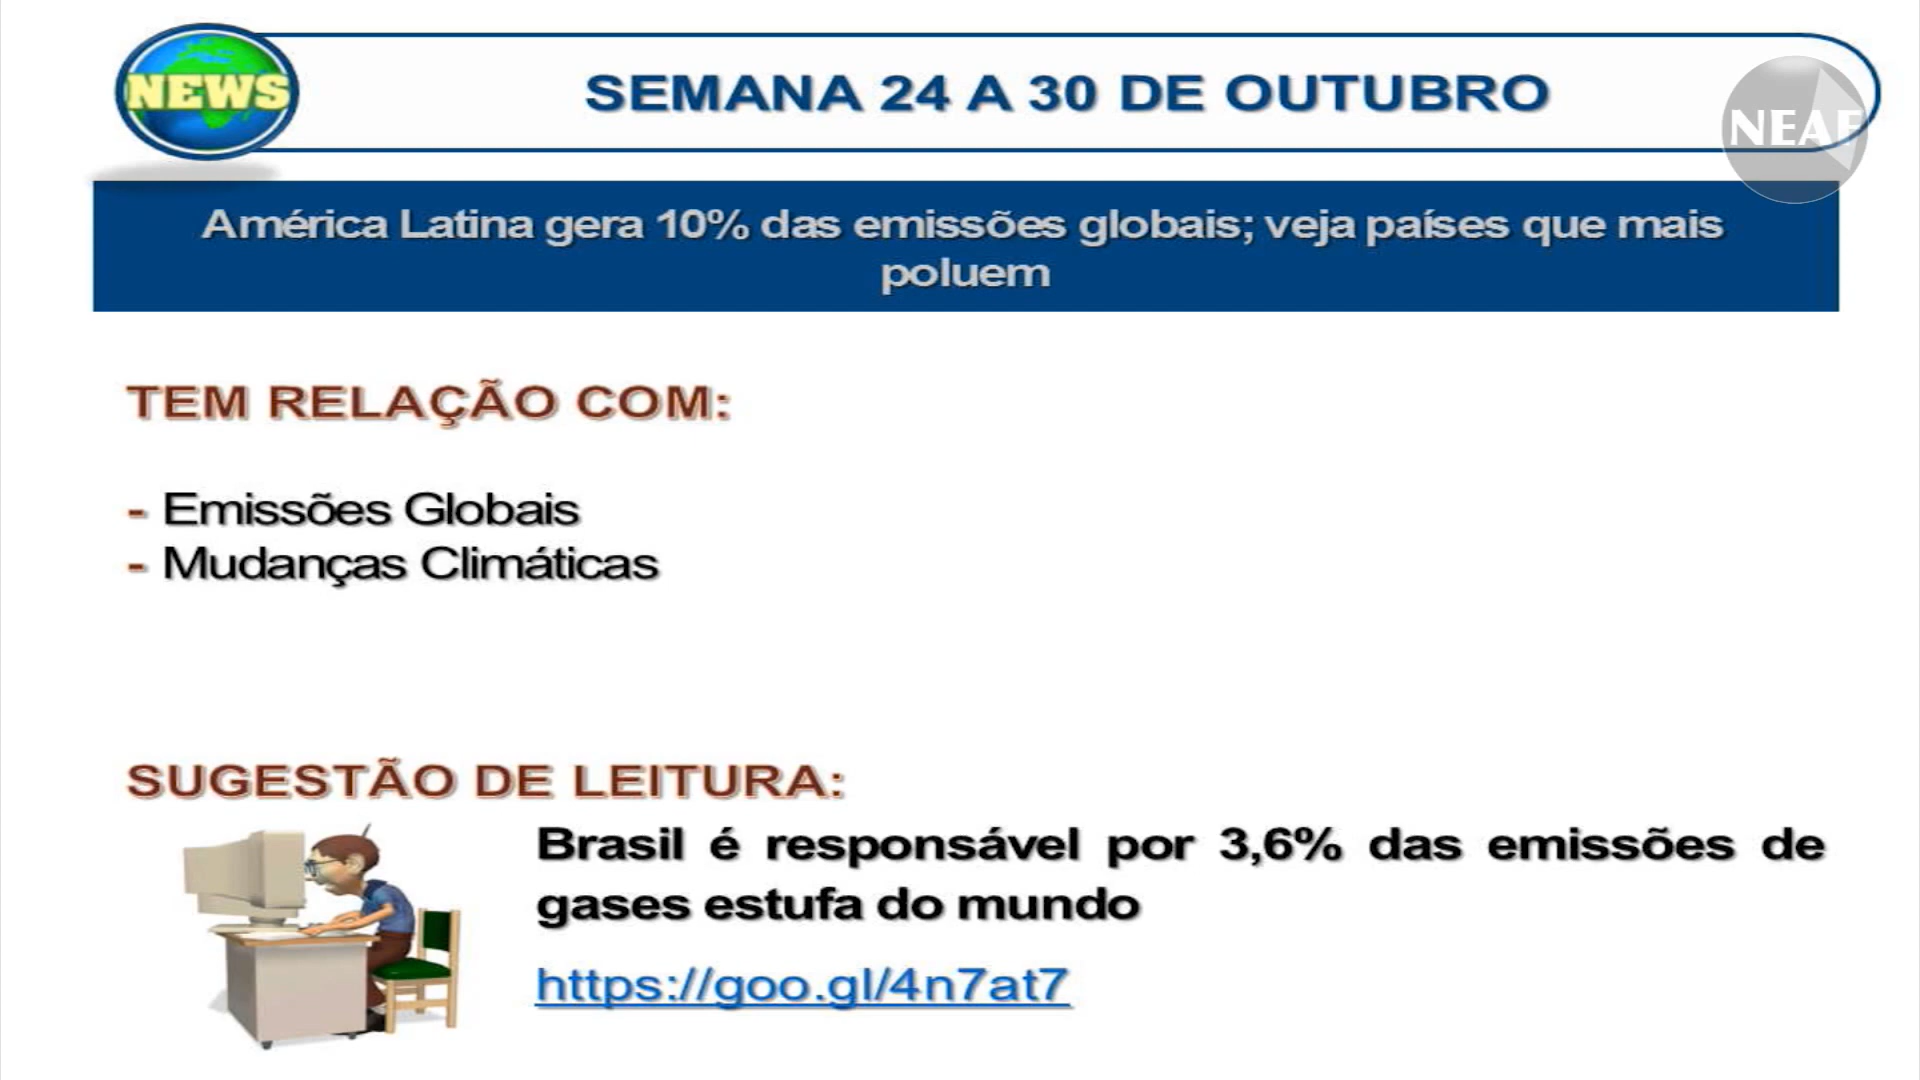 NEWS
SEMANA 24 A 30 DE OUTUBRO
NEAF
América Latina gera 10% das emissões globais; veja países que mais
poluem
TEM RELAÇÃO COM:
- Emissões Globais
- Mudanças Climáticas
SUGESTÃO DE LEITURA:
Brasil é responsável por 3,6% das emissões de
gases estufa do mundo
https://goo.gl/4n7at7